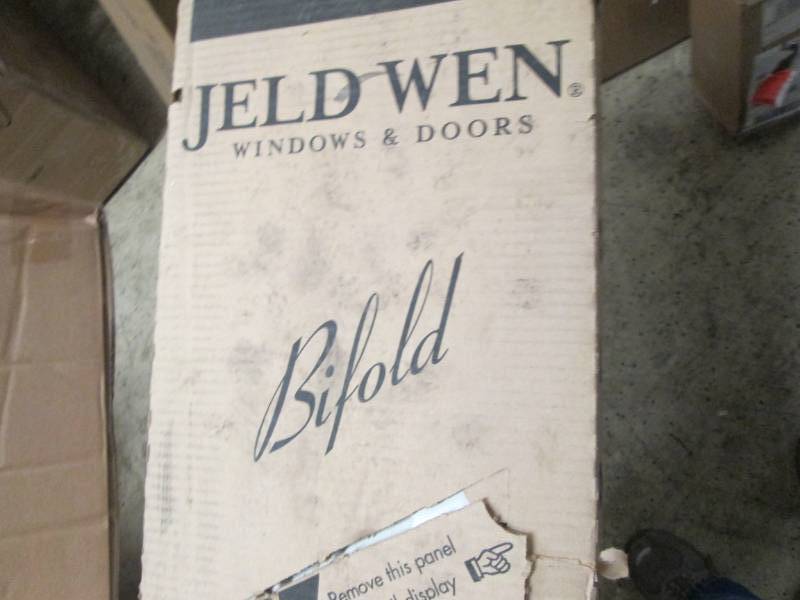 JELD WEN®
WINDOWS & DOORS
Bifold
Remove this panel
display